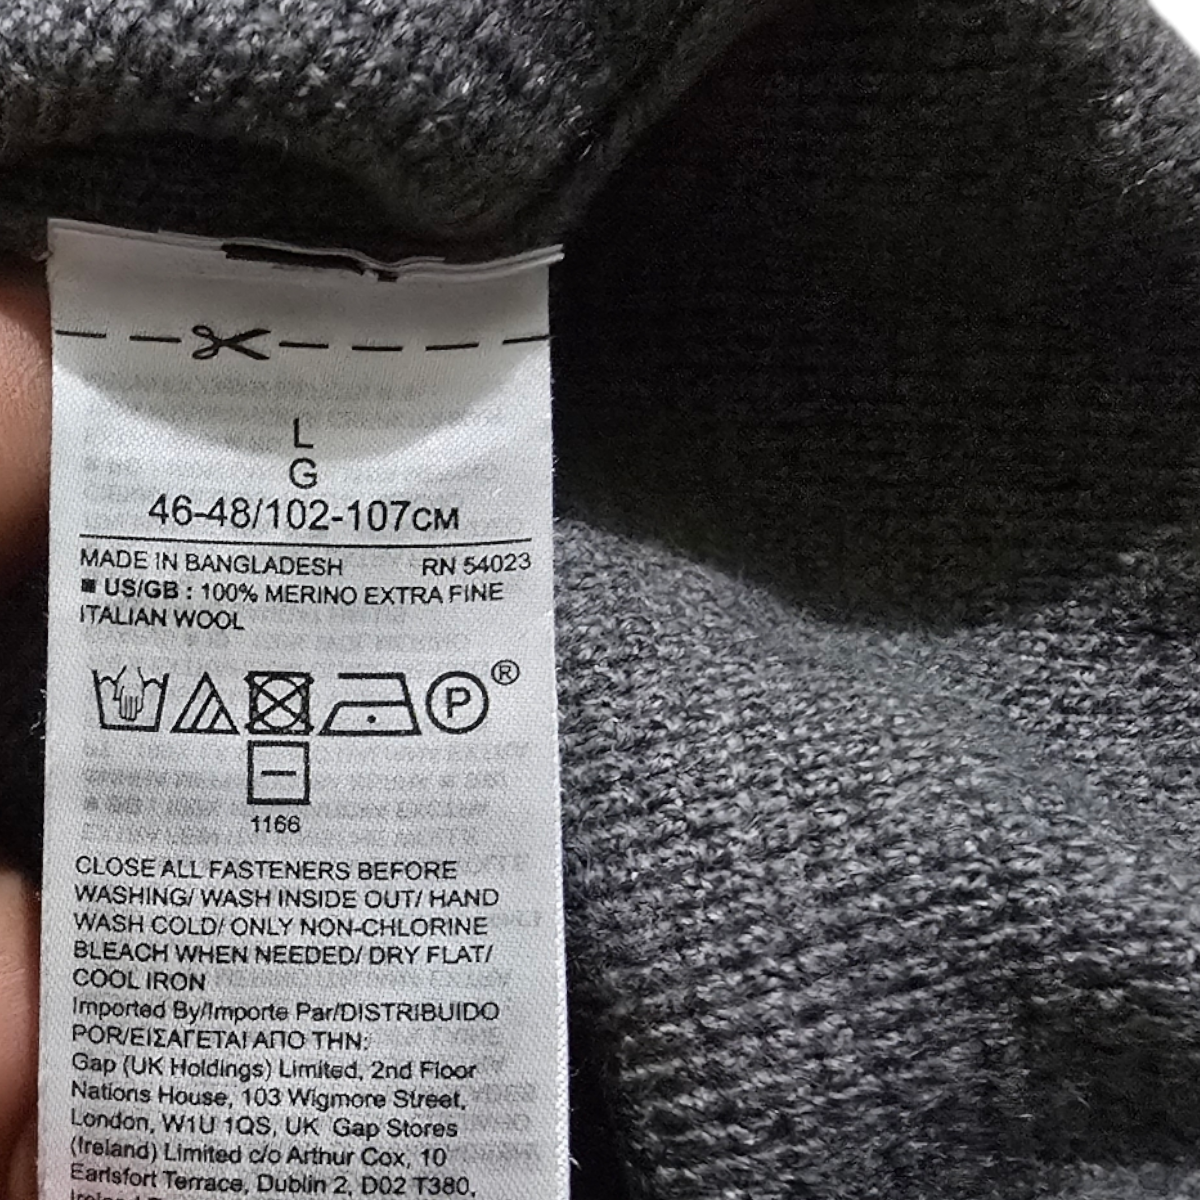 L
G
46-48/102-107CM
MADE IN BANGLADESH RN 54023
■ US/GB : 100% MERINO EXTRA FINE
ITALIAN WOOL
P ®
1166
CLOSE ALL FASTENERS BEFORE
WASHING/ WASH INSIDE OUT/ HAND
WASH COLD/ ONLY NON-CHLORINE
BLEACH WHEN NEEDED/ DRY FLAT/
COOL IRON
Imported By/Importe Par/DISTRIBUIDO
POR/ΕΙΣΑΓΕΤΑΙ ΑΠΟ ΤΗΝ:
Gap (UK Holdings) Limited, 2nd Floor
Nations House, 103 Wigmore Street,
London, W1U 1QS, UK Gap Stores
(Ireland) Limited c/o Arthur Cox, 10
Earlsfort Terrace, Dublin 2, D02 T380,